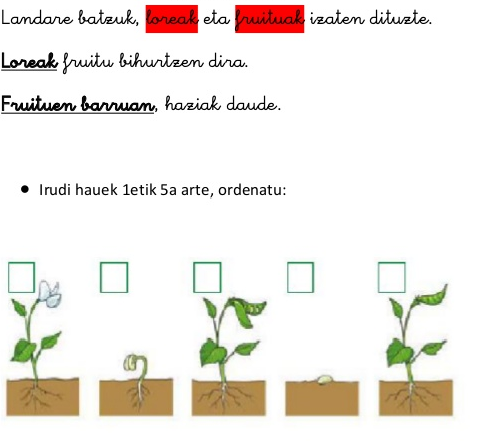 Landare batzuk, loreak eta fruituak izaten dituzte.
Loreak fruitu bihurtzen dira.
Fruituen barruan, haziak daude.
• Irudi hauek 1etik 5a arte, ordenatu: